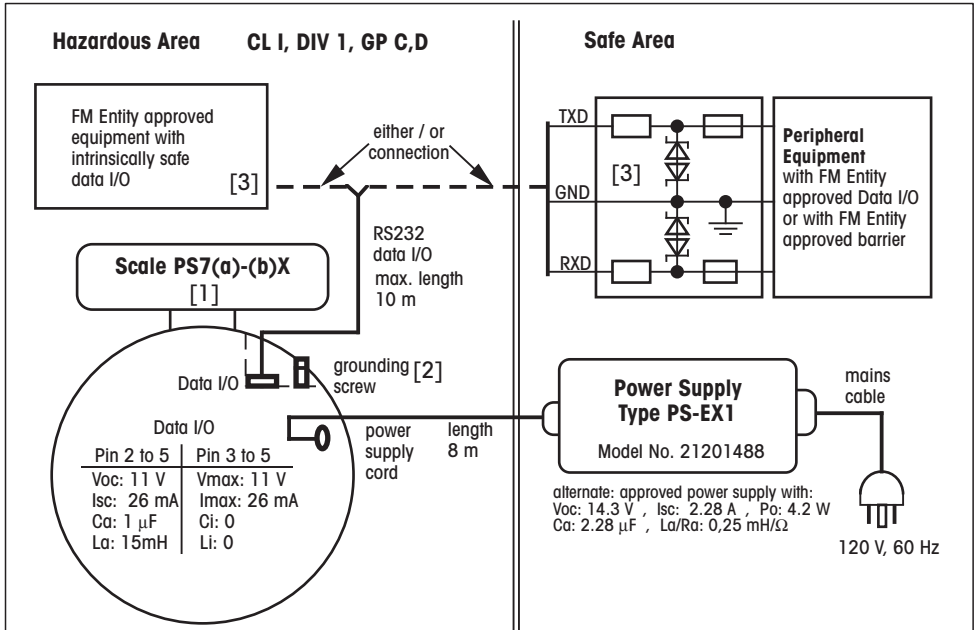 Hazardous Area CL I, DIV 1, GP C,D
Safe Area
FM Entity approved
equipment with
intrinsically safe
data I/O
[3]
either / or
connection
TXD
[3]
GND
RXD
Peripheral
Equipment
with FM Entity
approved Data I/O
or with FM Entity
approved barrier
RS232
data I/O
max. length
10 m
Scale PS7(a)-(b)X
[1]
Data I/O
grounding [2]
screw
Data I/O
Pin 2 to 5 Pin 3 to 5
Voc: 11 V Vmax: 11 V
Isc: 26 mA Imax: 26 mA
Ca: 1 μF Ci: 0
La: 15mH Li: 0
power
supply
cord
length
8 m
Power Supply
Type PS-EX1
Model No. 21201488
mains
cable
alternate: approved power supply with:
Voc: 14.3 V , Isc: 2.28 A , Po: 4.2 W
Ca: 2.28 μF , La/Ra: 0,25 mH/Ω
120 V, 60 Hz